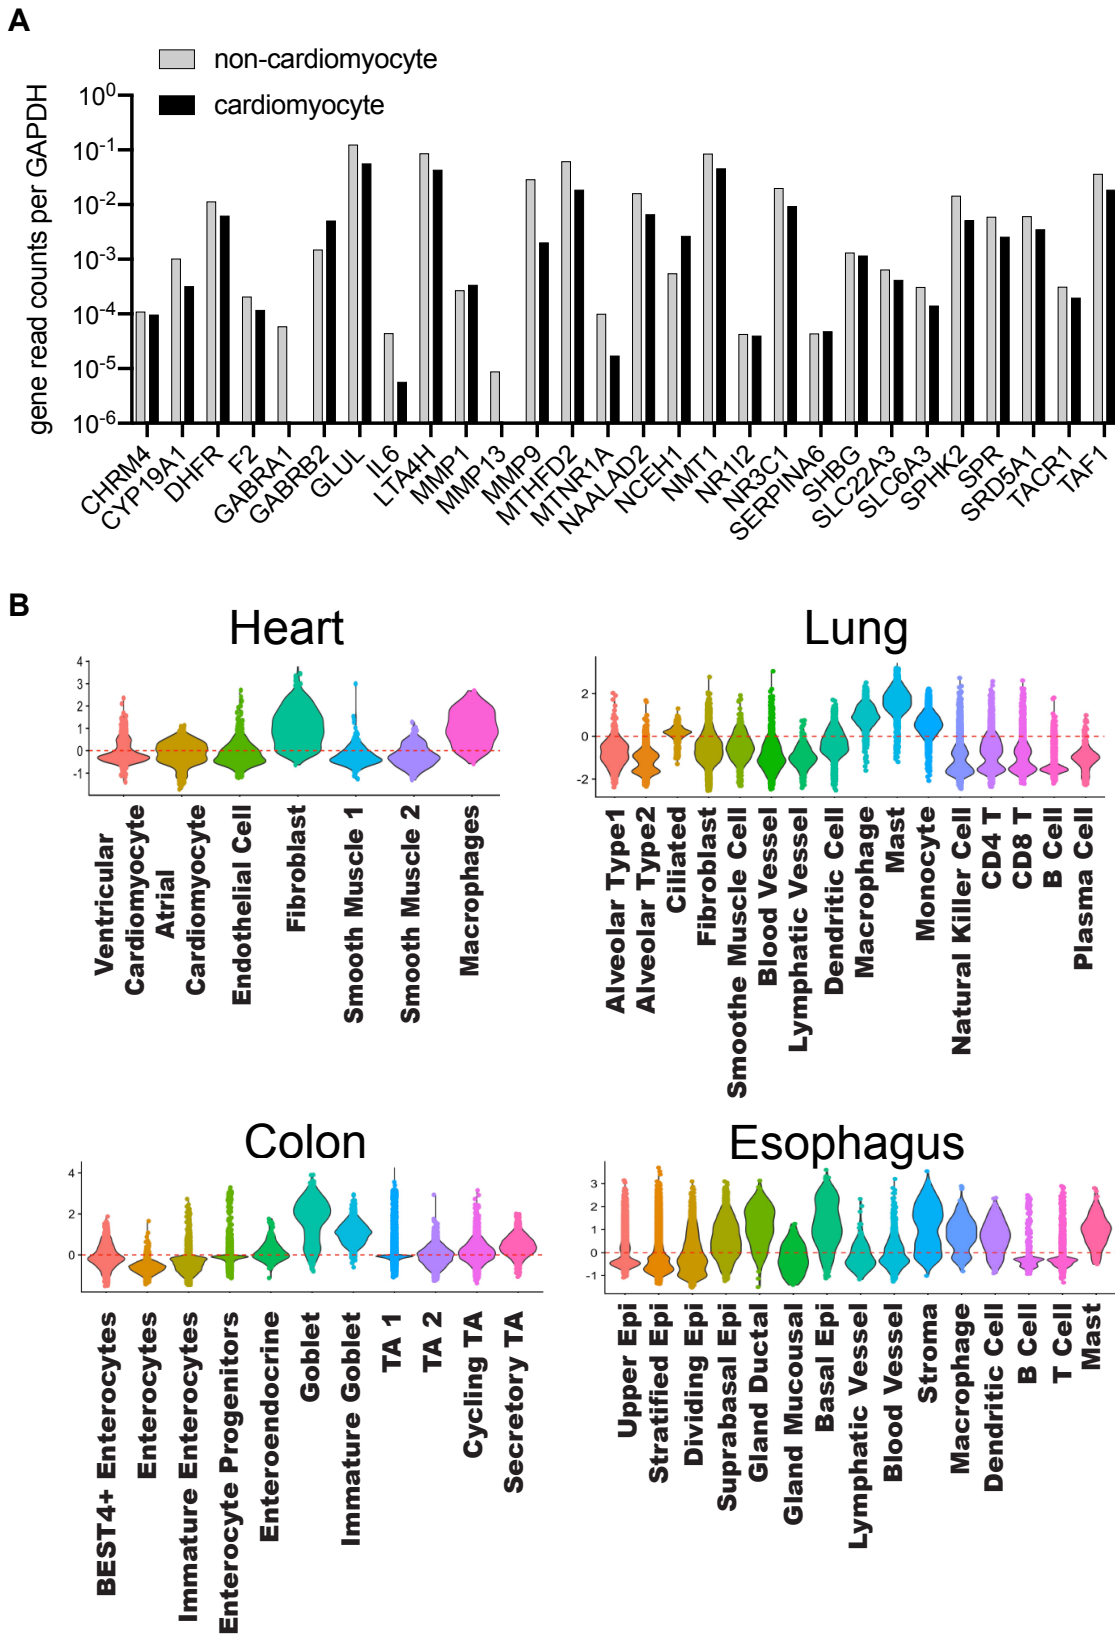 A
non-cardiomyocyte
cardiomyocyte
gene read counts per GAPDH
10^0
10^-1
10^-2
10^-3
10^-4
10^-5
10^-6
CHRM4
CYP19A1
DHFR
F2
GABRA1
GABRB2
GLUL
IL6
LTA4H
MMP1
MMP13
MMP9
MTHFD2
MTNR1A
NAALAD2
NCEH1
NMT1
NR1I2
NR3C1
SERPINA6
SHBG
SLC22A3
SLC6A3
SPHK2
SPR
SRD5A1
TACR1
TAF1
B
Heart
4
3
2
1
0
-1
Ventricular
Cardiomyocyte
Atrial
Cardiomyocyte
Endothelial Cell
Fibroblast
Smooth Muscle 1
Smooth Muscle 2
Macrophages
Lung
2
0
-2
Alveolar Type1
Alveolar Type2
Ciliated
Fibroblast
Smoothe Muscle Cell
Blood Vessel
Lymphatic Vessel
Dendritic Cell
Macrophage
Mast
Monocyte
Natural Killer Cell
CD4 T
CD8 T
B Cell
Plasma Cell
Colon
4
2
0
BEST4+ Enterocytes
Enterocytes
Immature Enterocytes
Enterocyte Progenitors
Enteroendocrine
Goblet
Immature Goblet
TA 1
TA 2
Cycling TA
Secretory TA
Esophagus
3
2
1
0
-1
Upper Epi
Stratified Epi
Dividing Epi
Suprabasal Epi
Gland Ductal
Gland Mucousal
Basal Epi
Lymphatic Vessel
Blood Vessel
Stroma
Macrophage
Dendritic Cell
B Cell
T Cell
Mast